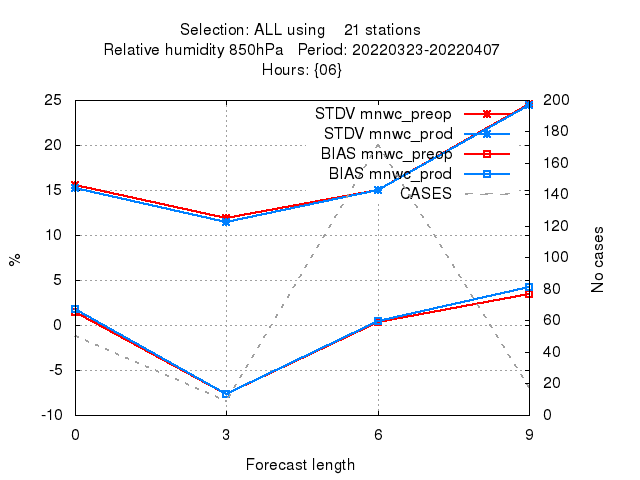 Selection: ALL using 21 stations
Relative humidity 850hPa Period: 20220323-20220407
Hours: {06}
STDV mnwc_preop
STDV mnwc_prod
BIAS mnwc_preop
BIAS mnwc_prod
CASES
25
20
15
10
5
0
-5
-10
%
200
180
160
140
120
100
80
60
40
20
0
No cases
0 3 6 9
Forecast length